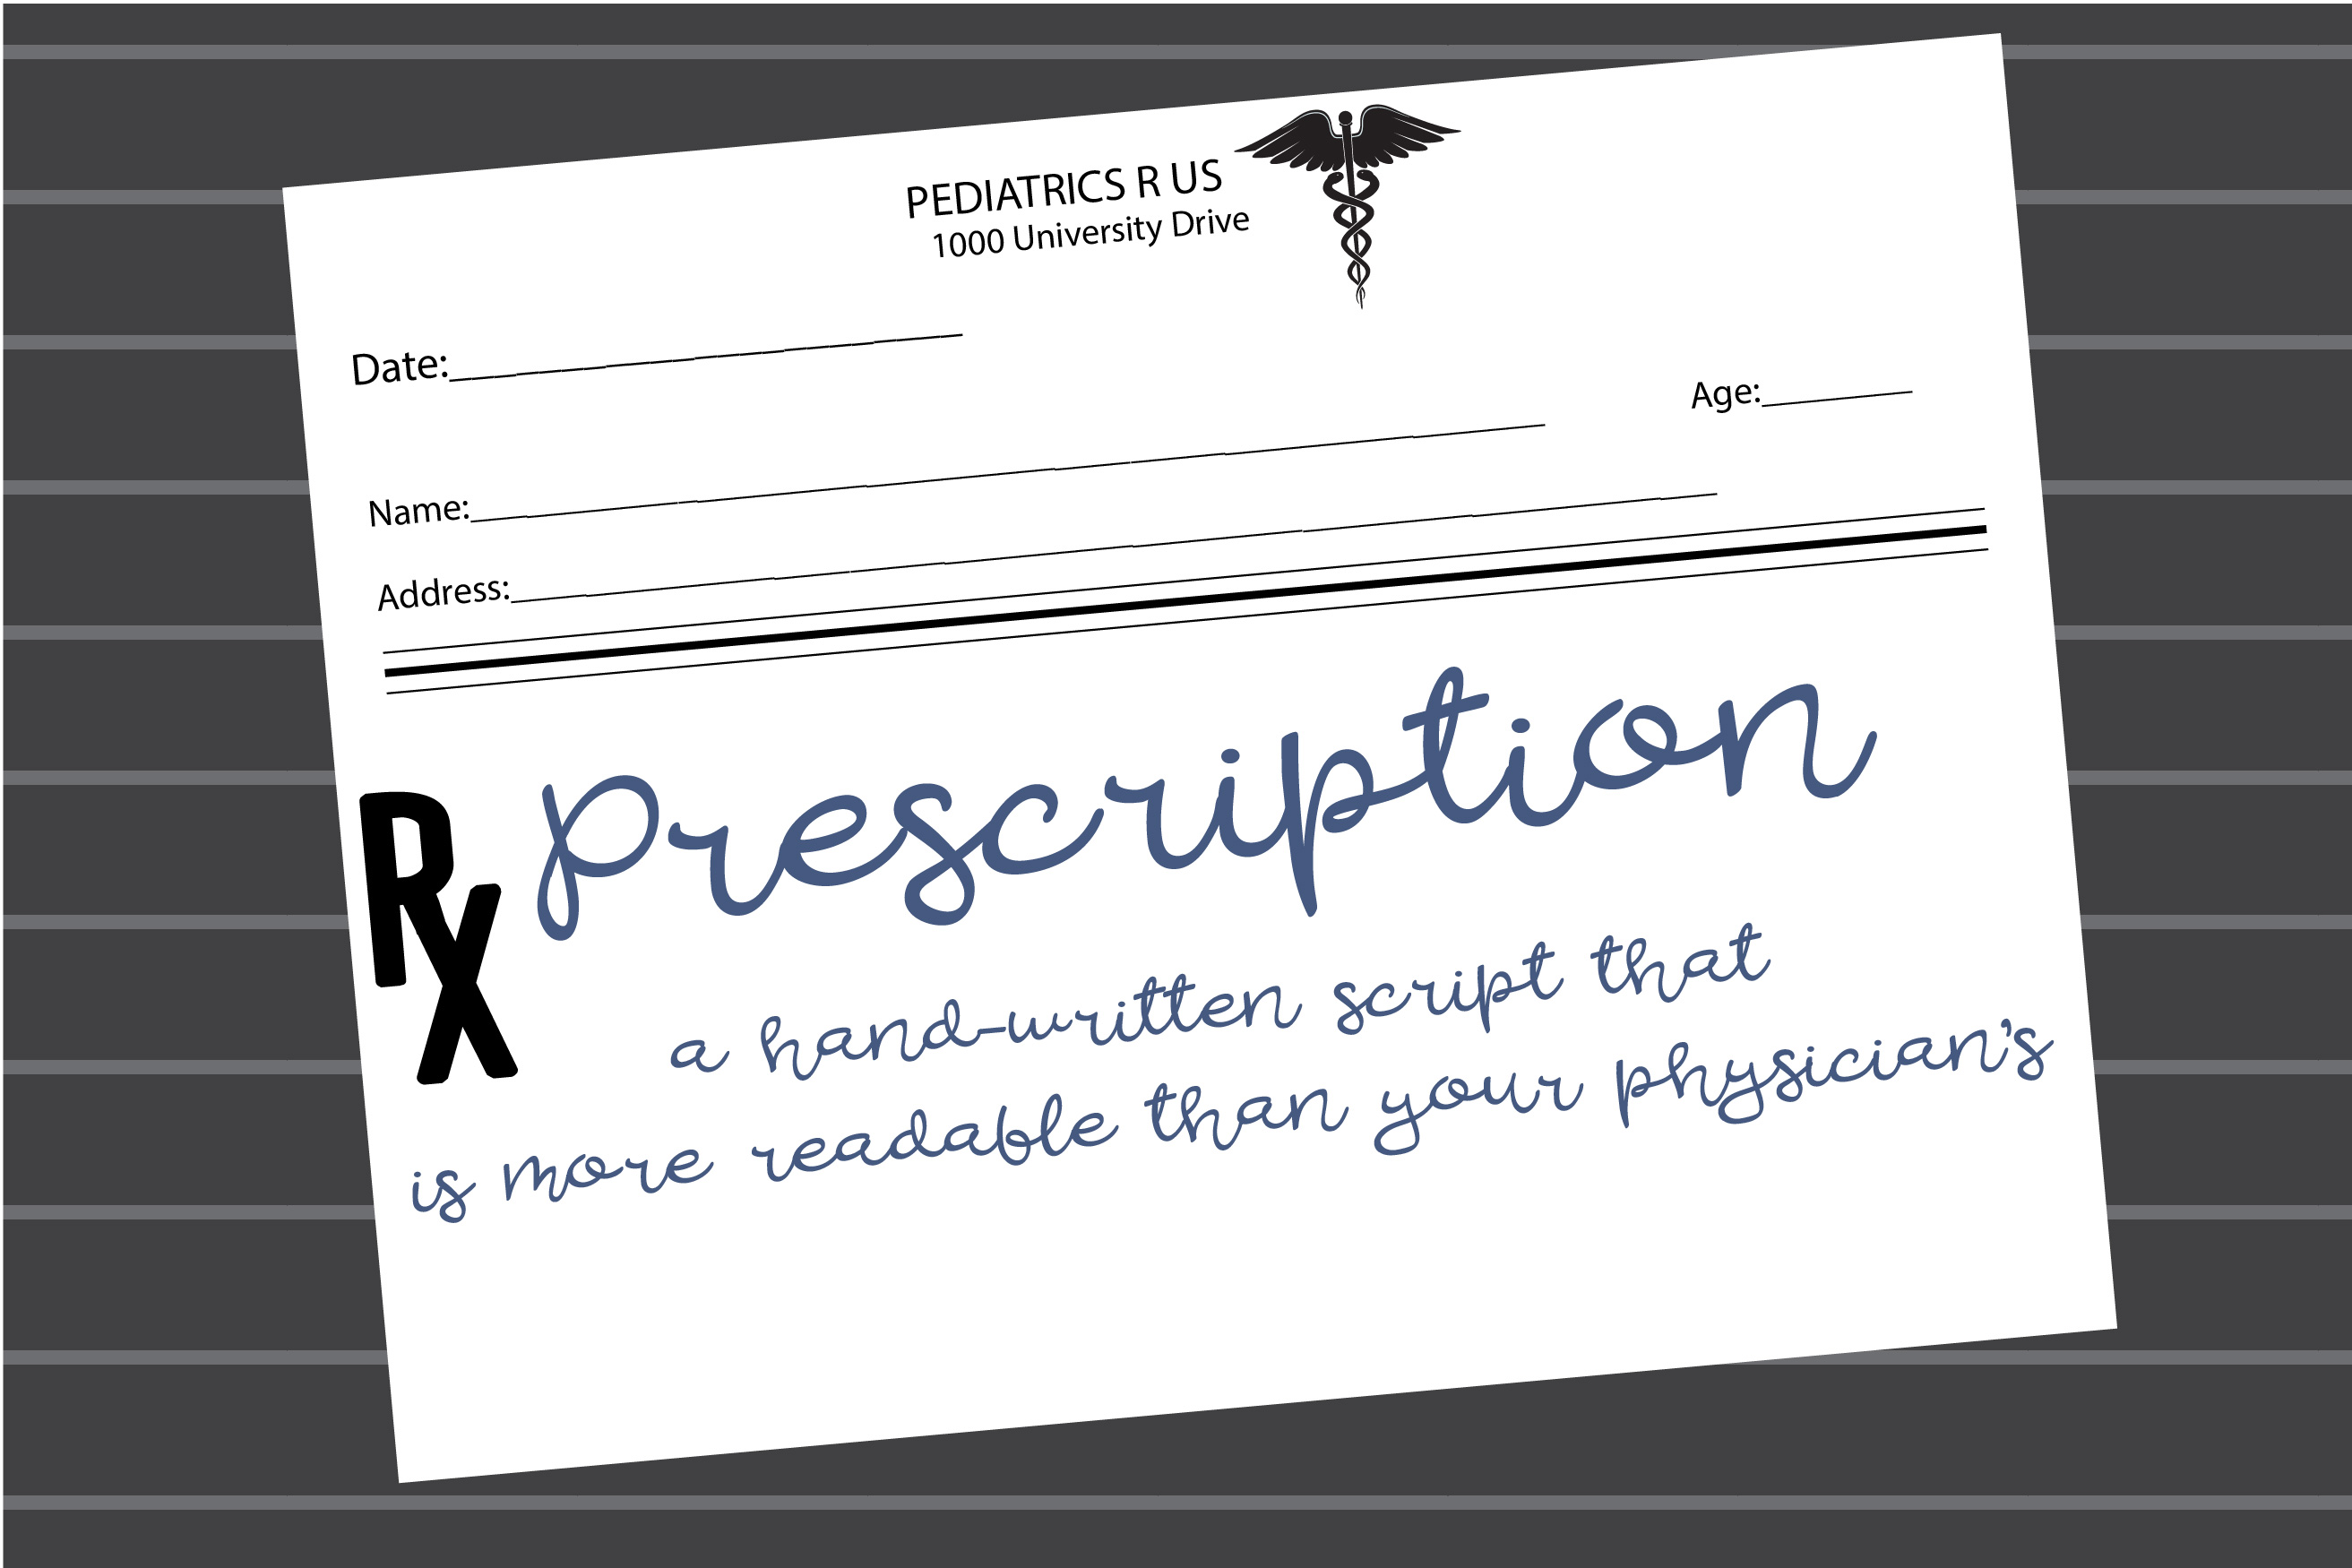 PEDIATRICS R US
1000 University Drive
Date:
Age:
Name:
Address:
Rx
Prescription
a hand-written script that
is more readable than your physician's